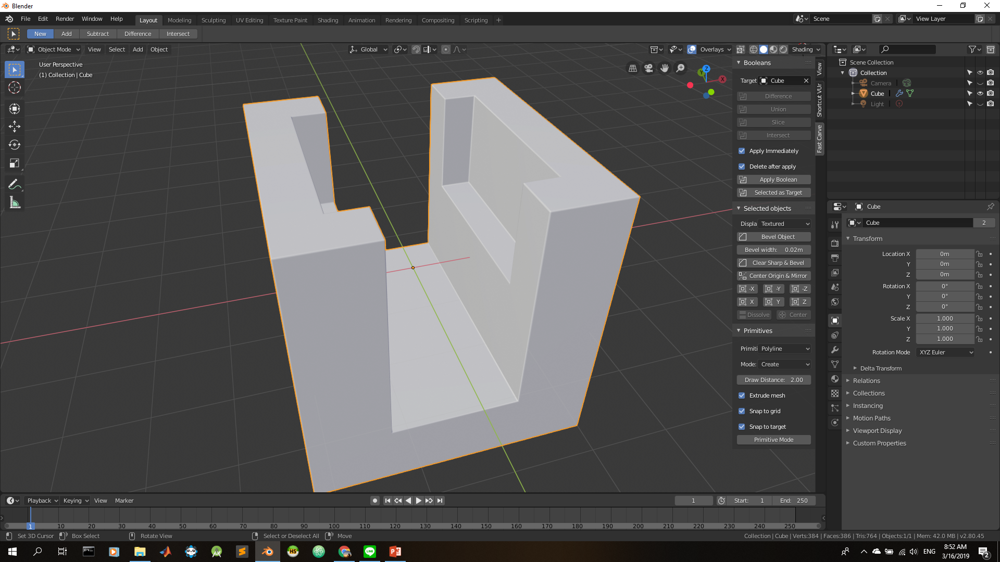 Blender
File Edit Render Window Help Layout Modeling Sculpting UV Editing Texture Paint Shading Animation Rendering Compositing Scripting + Scene View Layer
New Add Subtract Difference Intersect
Object Mode View Select Add Object Global Overlays Shading
User Perspective
(1) Collection | Cube
Z
Y
X
Booleans
Target Cube
Difference
Union
Slice
Intersect
Apply Immediately
Delete after apply
Apply Boolean
Selected as Target
Selected objects
Displa Textured
Bevel Object
Bevel width: 0.02m
Clear Sharp & Bevel
Center Origin & Mirror
-X -Y -Z
X Y Z
Dissolve Center
Primitives
Primiti Polyline
Mode: Create
Draw Distance: 2.00
Extrude mesh
Snap to grid
Snap to target
Primitive Mode
View
Shortcut VUr
Fast Carve
Scene Collection
Collection
Camera
Cube
Light
Cube
Cube 2
Transform
Location X 0m
Y 0m
Z 0m
Rotation X 0°
Y 0°
Z 0°
Scale X 1.000
Y 1.000
Z 1.000
Rotation Mode XYZ Euler
Delta Transform
Relations
Collections
Instancing
Motion Paths
Viewport Display
Custom Properties
Playback Keying View Marker 1 Start: 1 End: 250
1 10 20 30 40 50 60 70 80 90 100 110 120 130 140 150 160 170 180 190 200 210 220 230 240 250
Set 3D Cursor Box Select Rotate View Select or Deselect All Move Collection | Cube | Verts:384 | Faces:386 | Tris:764 | Objects:1/1 | Mem: 42.0 MB | v2.80.45
HS LINE P ENG 8:52 AM
3/16/2019 2